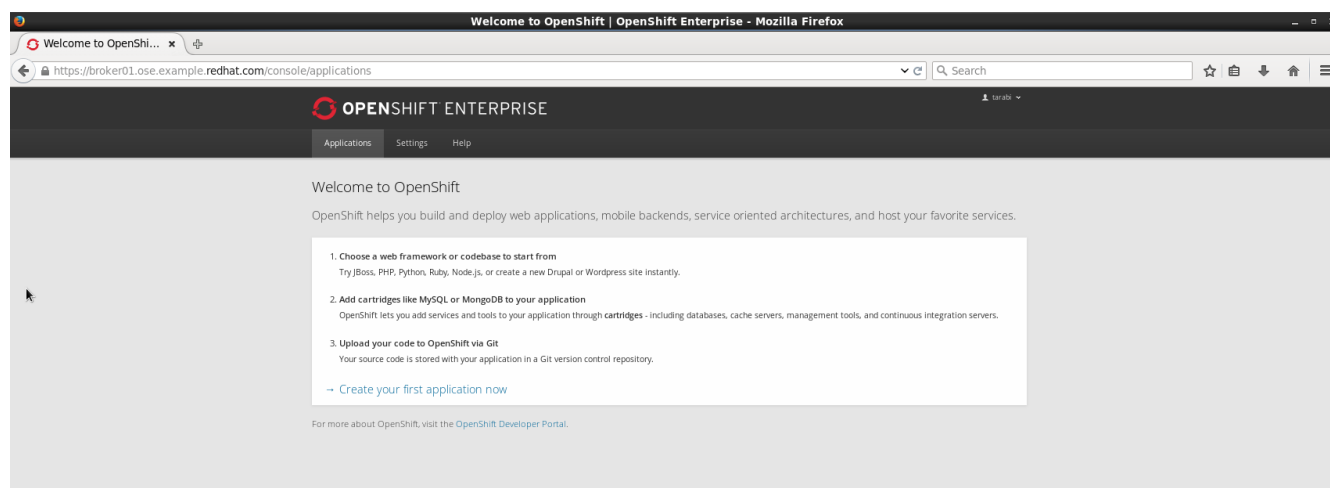 Welcome to OpenShift | OpenShift Enterprise - Mozilla Firefox
Welcome to OpenShi...
https://broker01.ose.example.redhat.com/console/applications
Search
OPENSHIFT ENTERPRISE
tarabi
Applications Settings Help
Welcome to OpenShift
OpenShift helps you build and deploy web applications, mobile backends, service oriented architectures, and host your favorite services.
1. Choose a web framework or codebase to start from
Try JBoss, PHP, Python, Ruby, Node.js, or create a new Drupal or Wordpress site instantly.
2. Add cartridges like MySQL or MongoDB to your application
OpenShift lets you add services and tools to your application through cartridges - including databases, cache servers, management tools, and continuous integration servers.
3. Upload your code to OpenShift via Git
Your source code is stored with your application in a Git version control repository.
→ Create your first application now
For more about OpenShift, visit the OpenShift Developer Portal.